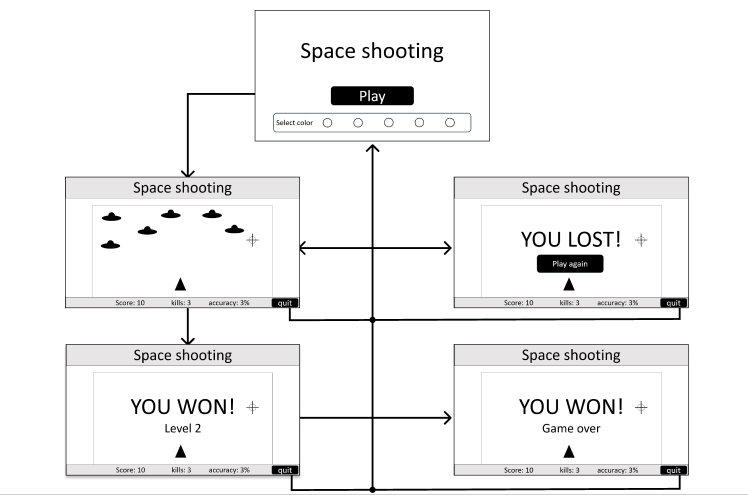 Space shooting
Play
Select color
Space shooting
Score: 10 kills: 3 accuracy: 3% quit
Space shooting
YOU LOST!
Play again
Score: 10 kills: 3 accuracy: 3% quit
Space shooting
YOU WON!
Level 2
Score: 10 kills: 3 accuracy: 3% quit
Space shooting
YOU WON!
Game over
Score: 10 kills: 3 accuracy: 3% quit